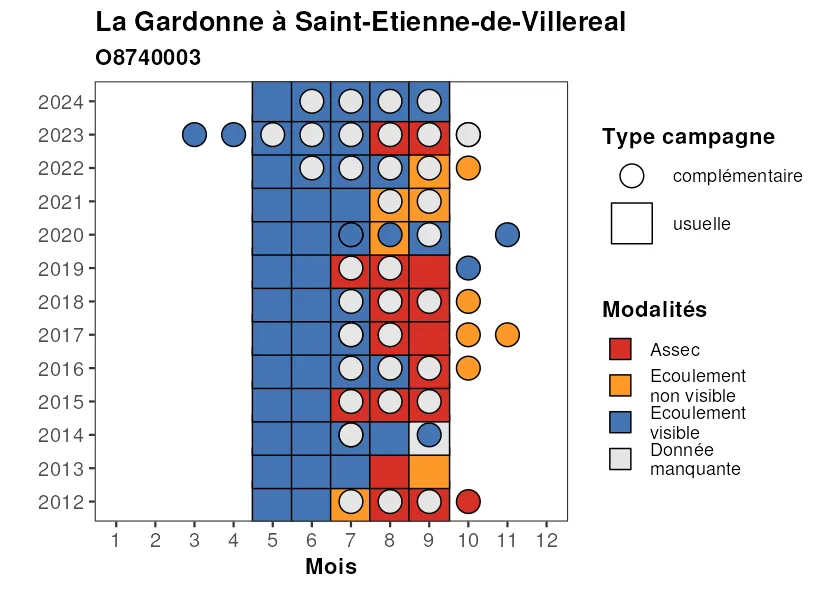 La Gardonne à Saint-Etienne-de-Villereal
O8740003
2024
2023
2022
2021
2020
2019
2018
2017
2016
2015
2014
2013
2012
1 2 3 4 5 6 7 8 9 10 11 12
Mois
Type campagne
complémentaire
usuelle
Modalités
Assec
Ecoulement
non visible
Ecoulement
visible
Donnée
manquante